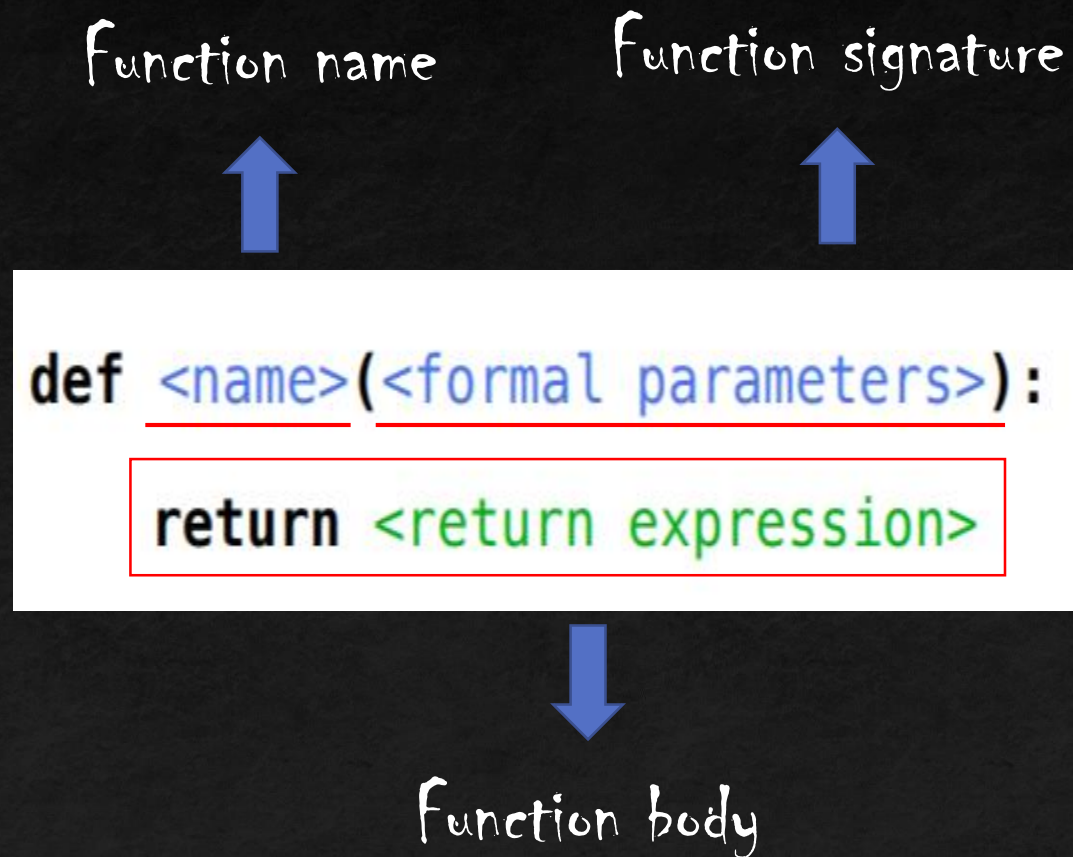 Function name
Function signature
def <name>(<formal parameters>):
return <return expression>
Function body